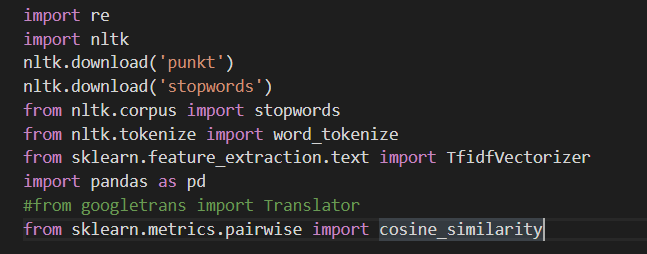 import re
import nltk
nltk.download('punkt')
nltk.download('stopwords')
from nltk.corpus import stopwords
from nltk.tokenize import word_tokenize
from sklearn.feature_extraction.text import TfidfVectorizer
import pandas as pd
#from googletrans import Translator
from sklearn.metrics.pairwise import cosine_similarity